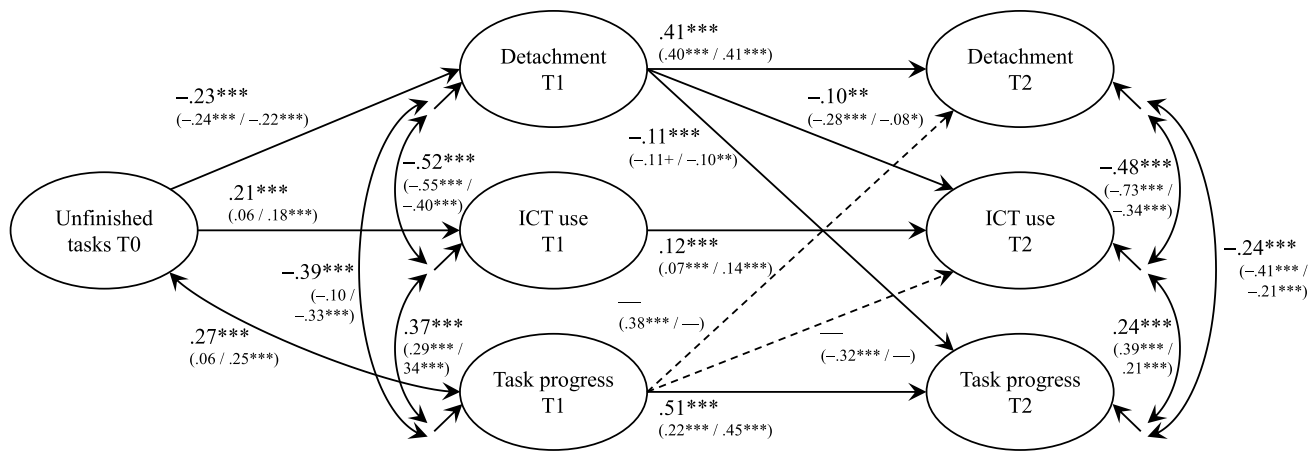 Detachment
T1
Detachment
T2
.41***
(.40*** / .41***)
−.23***
(−.24*** / −.22***)
−.10**
(−.28*** / −.08*)
−.11***
(−.11+ / −.10**)
−.52***
(−.55*** /
−.40***)
−.48***
(−.73*** /
−.34***)
Unfinished
tasks T0
.21***
(.06 / .18***)
ICT use
T1
ICT use
T2
.12***
(.07*** / .14***)
−.24***
(−.41*** /
−.21***)
−.39***
(−.10 /
−.33***)
—
(.38*** / —)
.27***
(.06 / .25***)
.37***
(.29*** /
34***)
—
(−.32*** / —)
.24***
(.39*** /
.21***)
Task progress
T1
Task progress
T2
.51***
(.22*** / .45***)